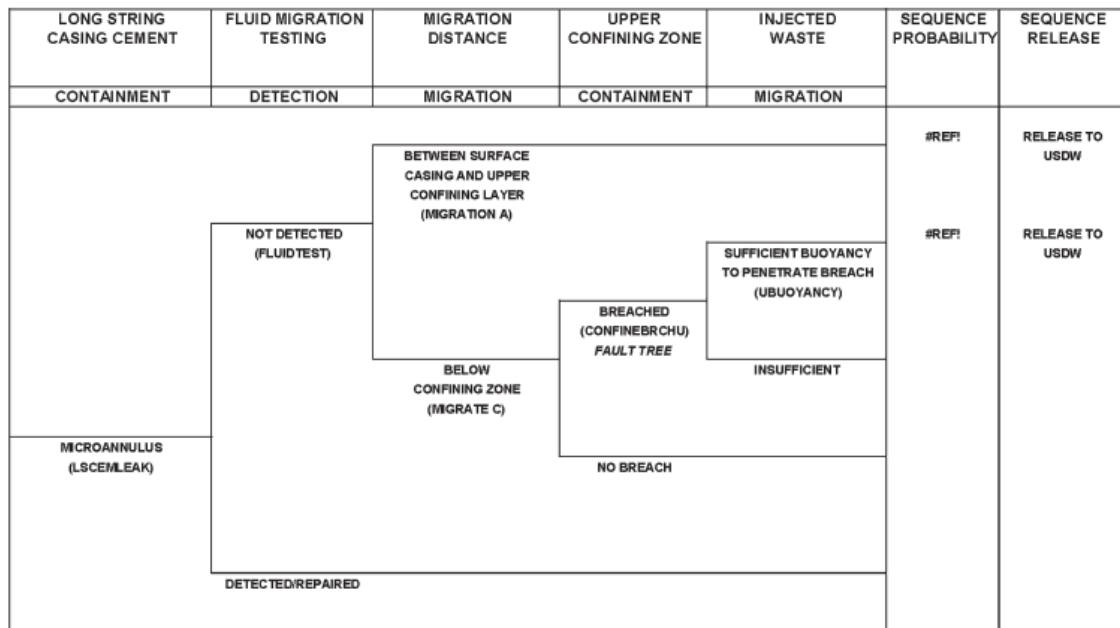 LONG STRING
CASING CEMENT
FLUID MIGRATION
TESTING
MIGRATION
DISTANCE
UPPER
CONFINING ZONE
INJECTED
WASTE
SEQUENCE
PROBABILITY
SEQUENCE
RELEASE
CONTAINMENT
DETECTION
MIGRATION
CONTAINMENT
MIGRATION
#REF!
RELEASE TO
USDW
BETWEEN SURFACE
CASING AND UPPER
CONFINING LAYER
(MIGRATION A)
NOT DETECTED
(FLUIDTEST)
#REF!
RELEASE TO
USDW
SUFFICIENT BUOYANCY
TO PENETRATE BREACH
(UBUOYANCY)
BREACHED
(CONFINEBRCHU)
FAULT TREE
BELOW
CONFINING ZONE
(MIGRATE C)
INSUFFICIENT
MICROANNULUS
(LSCEMLEAK)
NO BREACH
DETECTED/REPAIRED